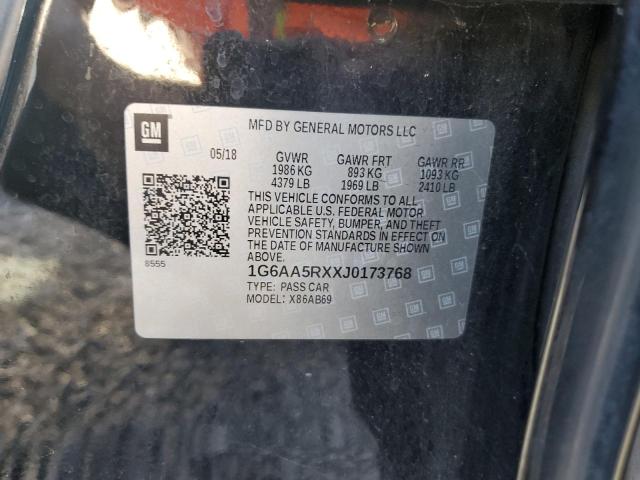 GM
MFD BY GENERAL MOTORS LLC
05/18 GVWR GAWR FRT GAWR RR
1986 KG 893 KG 1093 KG
4379 LB 1969 LB 2410 LB
THIS VEHICLE CONFORMS TO ALL
APPLICABLE U.S. FEDERAL MOTOR
VEHICLE SAFETY, BUMPER, AND THEFT
PREVENTION STANDARDS IN EFFECT ON
THE DATE OF MANUFACTURE SHOWN
ABOVE.
8555
1G6AA5RXXJ0173768
TYPE: PASS CAR
MODEL: X86AB69